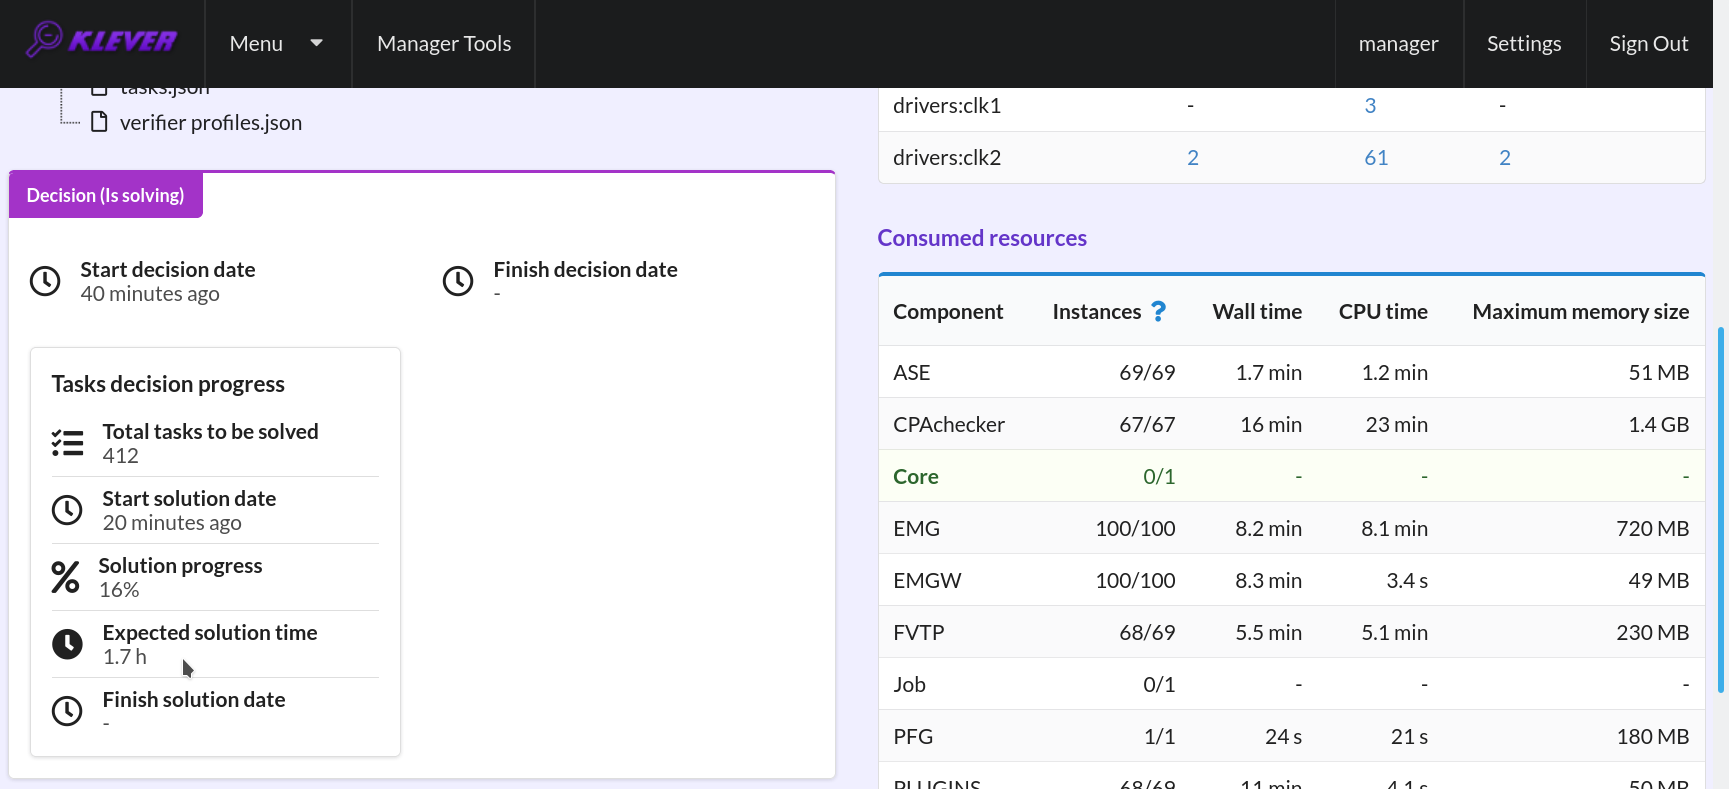 KLEVER Menu Manager Tools manager Settings Sign Out
tasks.json
verifier profiles.json
Decision (Is solving)
Start decision date
40 minutes ago
Finish decision date
-
Tasks decision progress
Total tasks to be solved
412
Start solution date
20 minutes ago
Solution progress
16%
Expected solution time
1.7 h
Finish solution date
-
drivers:clk1 - 3 -
drivers:clk2 2 61 2
Consumed resources
Component Instances ? Wall time CPU time Maximum memory size
ASE 69/69 1.7 min 1.2 min 51 MB
CPAchecker 67/67 16 min 23 min 1.4 GB
Core 0/1 - - -
EMG 100/100 8.2 min 8.1 min 720 MB
EMGW 100/100 8.3 min 3.4 s 49 MB
FVTP 68/69 5.5 min 5.1 min 230 MB
Job 0/1 - - -
PFG 1/1 24 s 21 s 180 MB
PLUGINS 68/69 11 min 4.1 s 50 MB